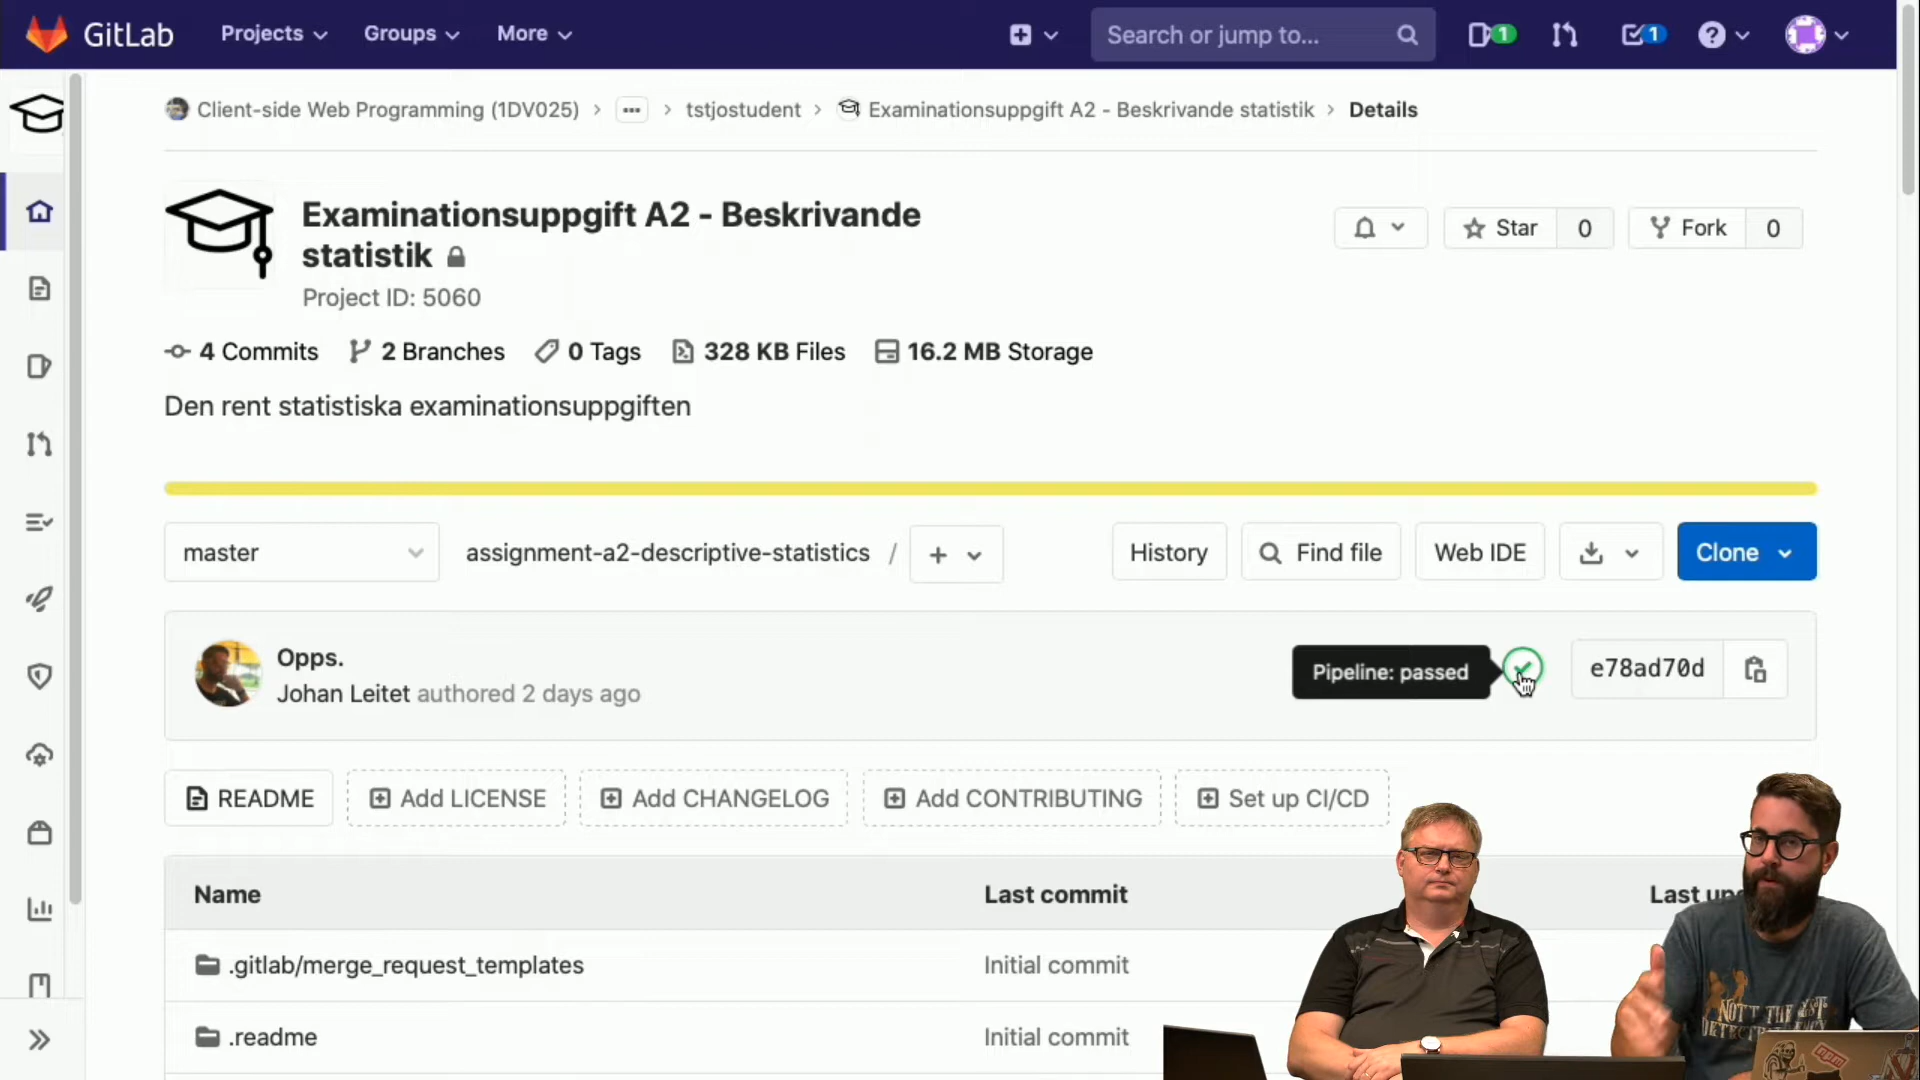 GitLab Projects Groups More Search or jump to... 1 1
Client-side Web Programming (1DV025) > ... > tstjostudent > Examinationsuppgift A2 - Beskrivande statistik > Details
Examinationsuppgift A2 - Beskrivande
statistik
Project ID: 5060
Star 0 Fork 0
4 Commits 2 Branches 0 Tags 328 KB Files 16.2 MB Storage
Den rent statistiska examinationsuppgiften
master assignment-a2-descriptive-statistics / + History Find file Web IDE Clone
Opps.
Johan Leitet authored 2 days ago
Pipeline: passed e78ad70d
README Add LICENSE Add CHANGELOG Add CONTRIBUTING Set up CI/CD
Name Last commit Last
.gitlab/merge_request_templates Initial commit
.readme Initial commit
npm